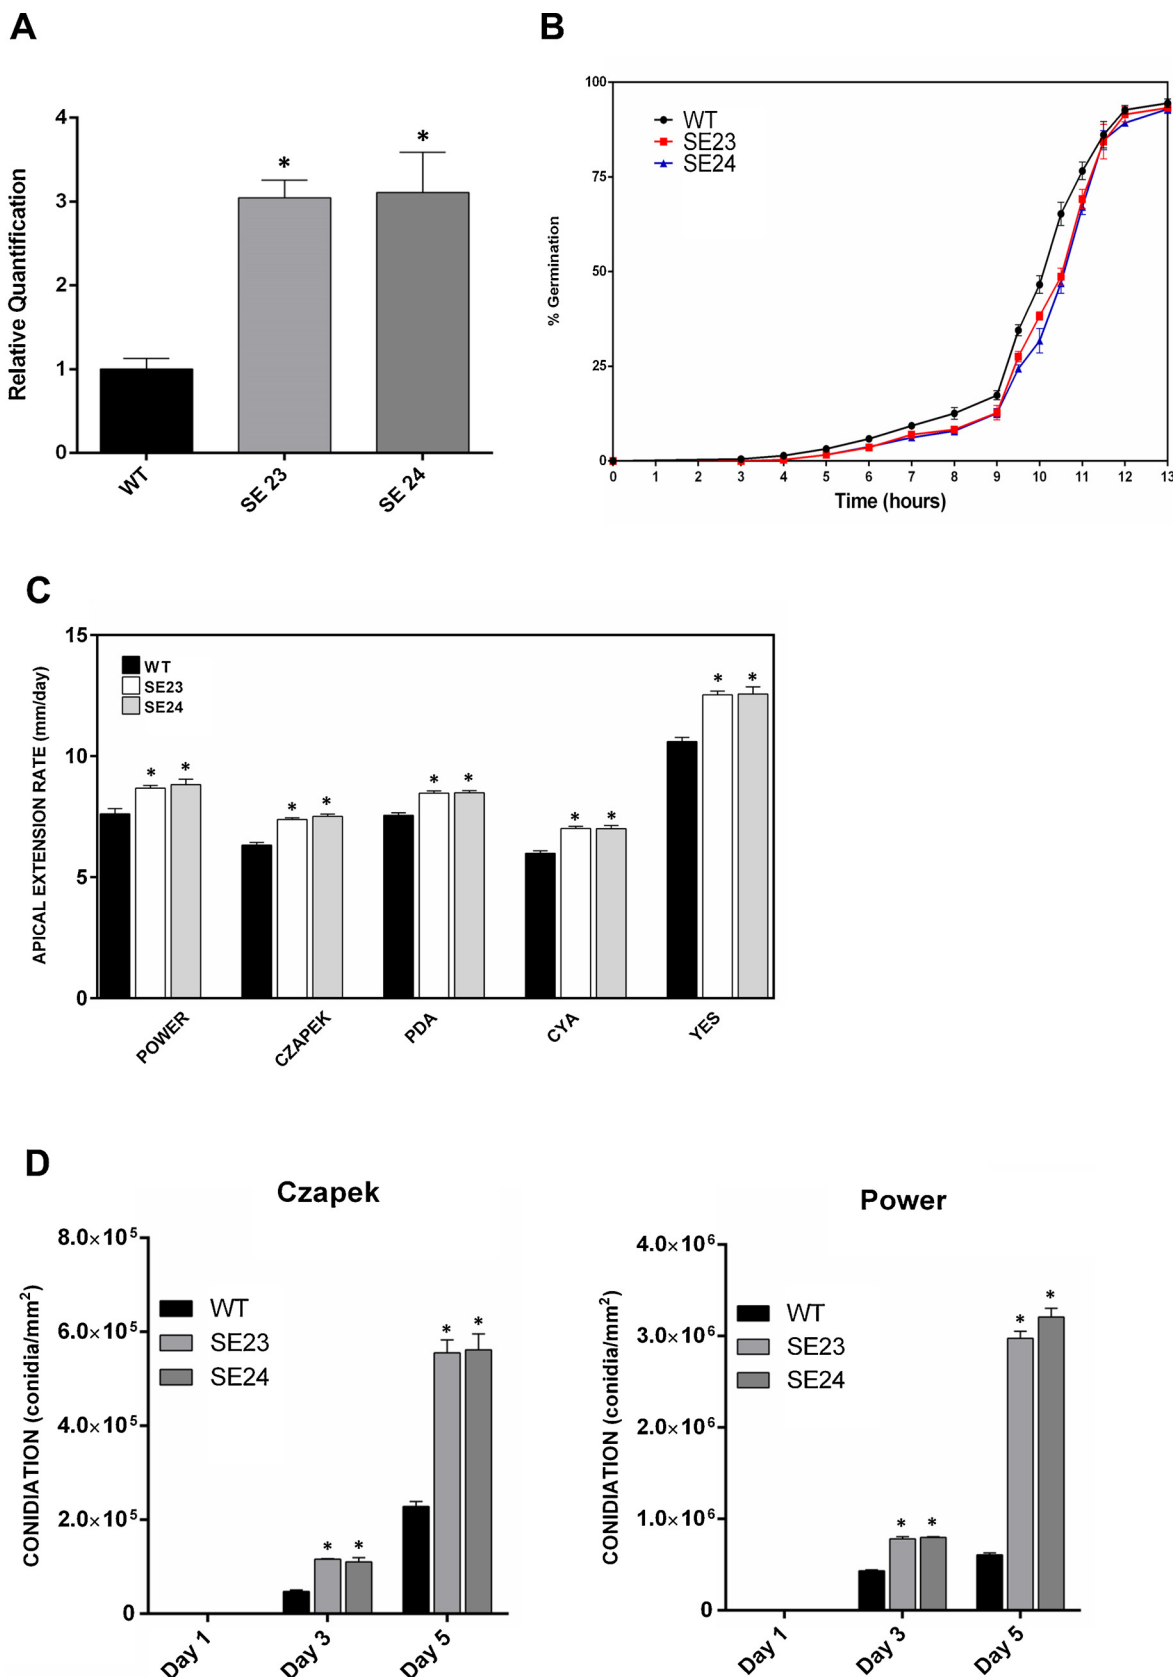 A
Relative Quantification
4
3
2
1
0
*
*
WT
SE 23
SE 24
B
% Germination
100
75
50
25
0
WT
SE23
SE24
0 1 2 3 4 5 6 7 8 9 10 11 12 13
Time (hours)
C
APICAL EXTENSION RATE (mm/day)
15
10
5
0
WT
SE23
SE24
* *
* *
* *
* *
* *
POWER
CZAPEK
PDA
CYA
YES
D
Czapek
CONIDIATION (conidia/mm²)
8.0×10⁵
6.0×10⁵
4.0×10⁵
2.0×10⁵
0
WT
SE23
SE24
* *
* *
Day 1
Day 3
Day 5
Power
CONIDIATION (conidia/mm²)
4.0×10⁶
3.0×10⁶
2.0×10⁶
1.0×10⁶
0
WT
SE23
SE24
* *
* *
Day 1
Day 3
Day 5